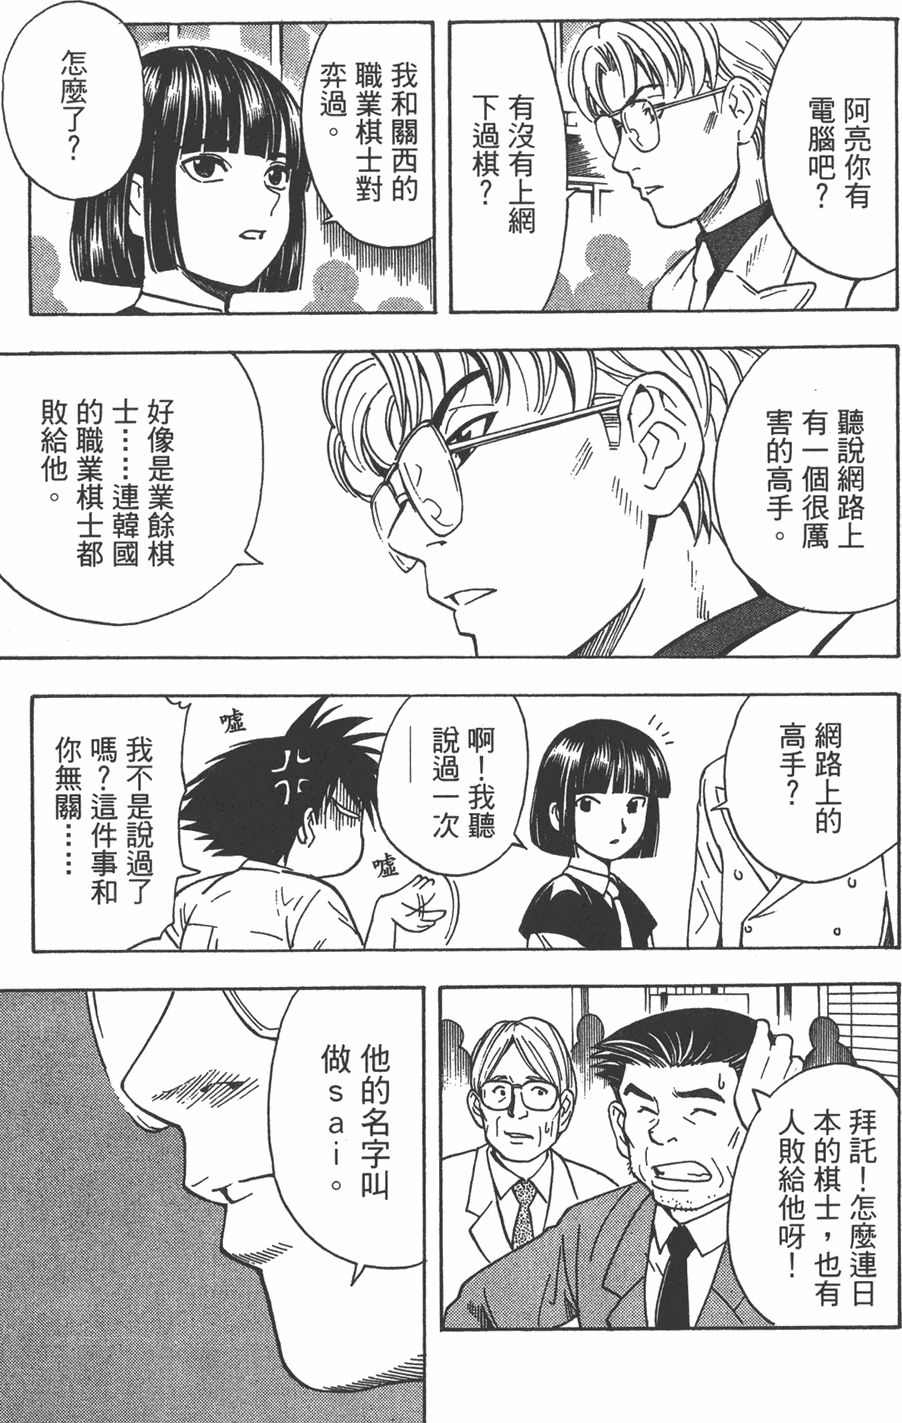 阿亮你有
電腦吧？
有沒有上網
下過棋？
我和關西的
職業棋士對
弈過。
怎麼了？
聽說網路上
有一個很厲
害的高手。
好像是業餘棋
士……連韓國
的職業棋士都
敗給他。
網路上的
高手？
啊！我聽
說過一次
——
噓
噓
我不是說過了
嗎？這件事和
你無關……
拜託！怎麼連日
本的棋士，也有
人敗給他呀！
他的名字叫
做sai。